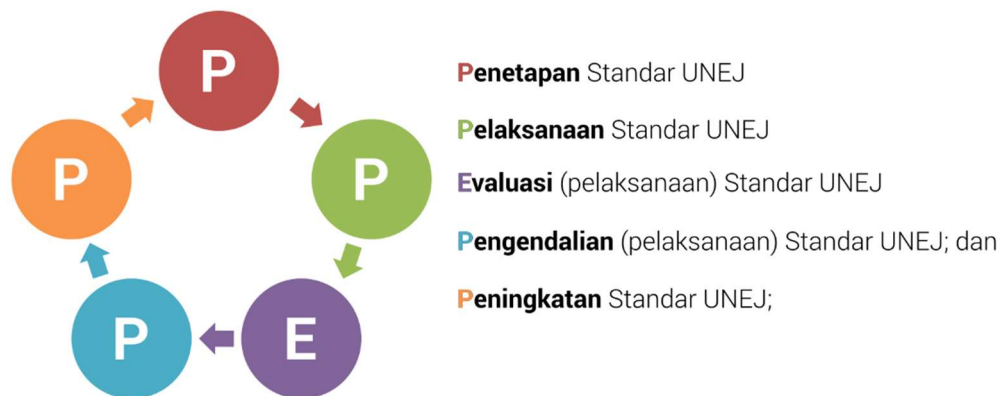 P
P
E
P
P
Penetapan Standar UNEJ
Pelaksanaan Standar UNEJ
Evaluasi (pelaksanaan) Standar UNEJ
Pengendalian (pelaksanaan) Standar UNEJ; dan
Peningkatan Standar UNEJ;